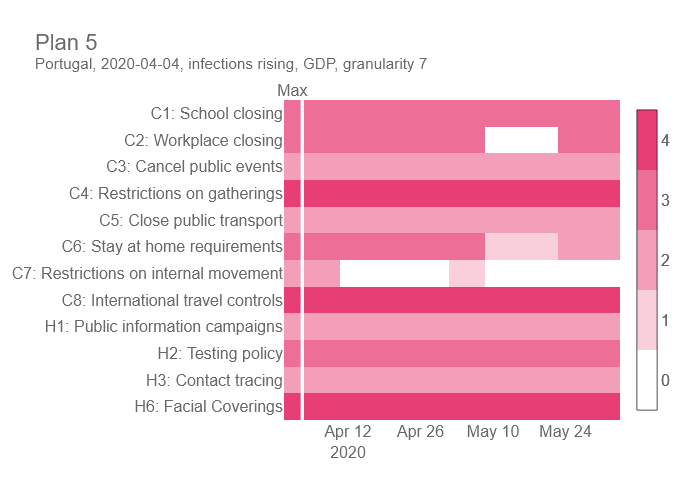 Plan 5
Portugal, 2020-04-04, infections rising, GDP, granularity 7
Max
C1: School closing
C2: Workplace closing
C3: Cancel public events
C4: Restrictions on gatherings
C5: Close public transport
C6: Stay at home requirements
C7: Restrictions on internal movement
C8: International travel controls
H1: Public information campaigns
H2: Testing policy
H3: Contact tracing
H6: Facial Coverings
Apr 12 Apr 26 May 10 May 24
2020
4
3
2
1
0